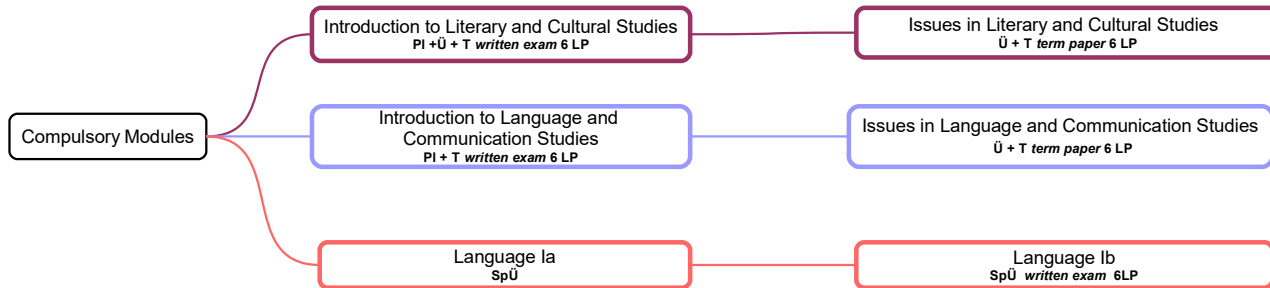 Introduction to Literary and Cultural Studies
PI +Ü + T written exam 6 LP
Issues in Literary and Cultural Studies
Ü + T term paper 6 LP
Compulsory Modules
Introduction to Language and
Communication Studies
PI + T written exam 6 LP
Issues in Language and Communication Studies
Ü + T term paper 6 LP
Language Ia
SpÜ
Language Ib
SpÜ written exam 6LP